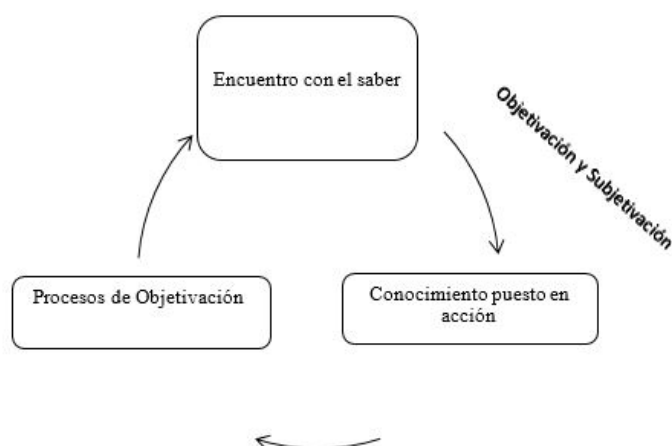 Encuentro con el saber
Objetivación y Subjetivación
Procesos de Objetivación
Conocimiento puesto en
acción